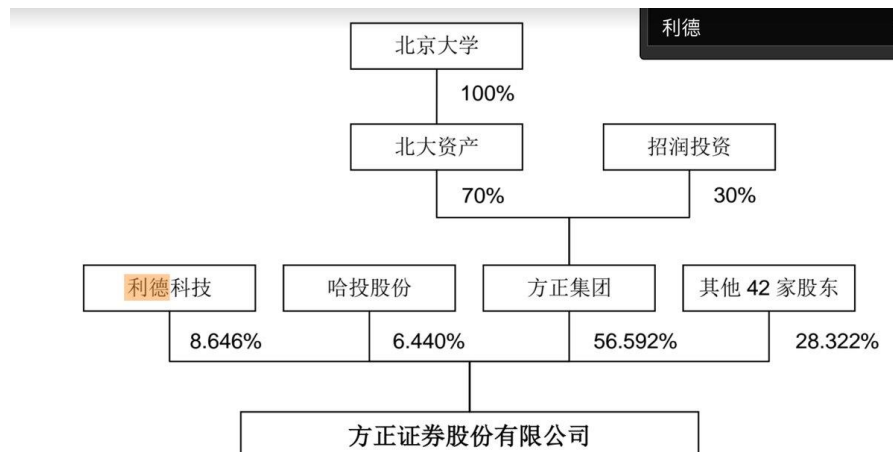 利德
北京大学
100%
北大资产
招润投资
70%
30%
利德科技
哈投股份
方正集团
其他 42 家股东
8.646%
6.440%
56.592%
28.322%
方正证券股份有限公司